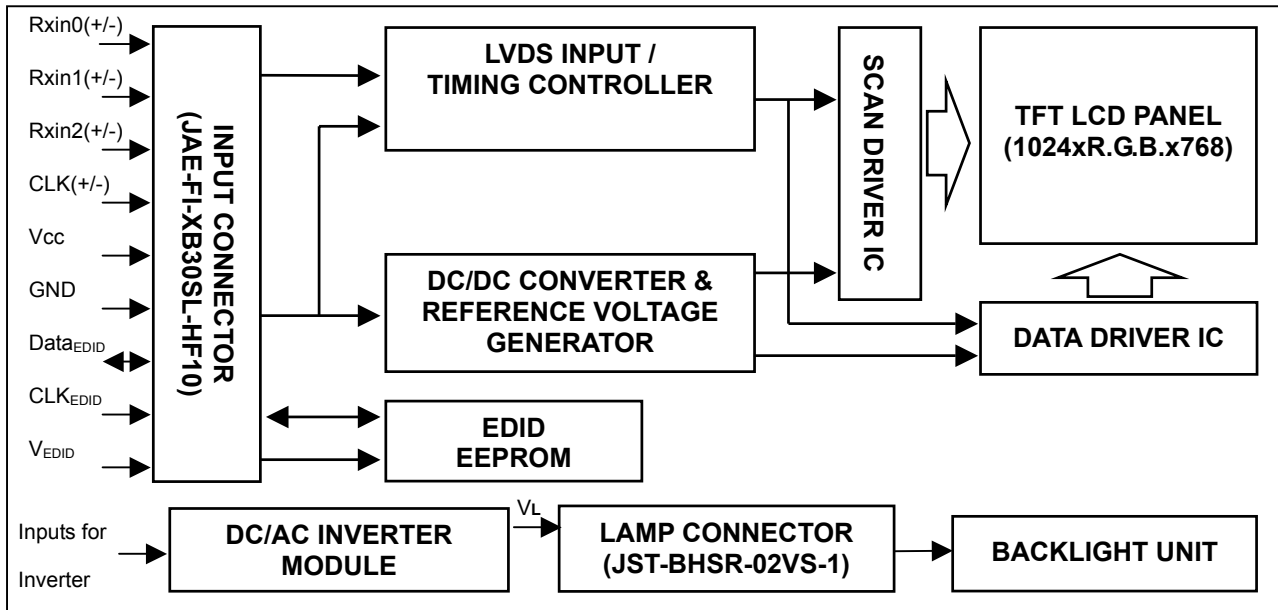 Rxin0(+/-)
Rxin1(+/-)
Rxin2(+/-)
CLK(+/-)
Vcc
GND
DataEDID
CLKEDID
VEDID
INPUT CONNECTOR
(JAE-FI-XB30SL-HF10)
LVDS INPUT /
TIMING CONTROLLER
DC/DC CONVERTER &
REFERENCE VOLTAGE
GENERATOR
EDID
EEPROM
SCAN DRIVER IC
TFT LCD PANEL
(1024xR.G.B.x768)
DATA DRIVER IC
Inputs for
Inverter
DC/AC INVERTER
MODULE
VL
LAMP CONNECTOR
(JST-BHSR-02VS-1)
BACKLIGHT UNIT